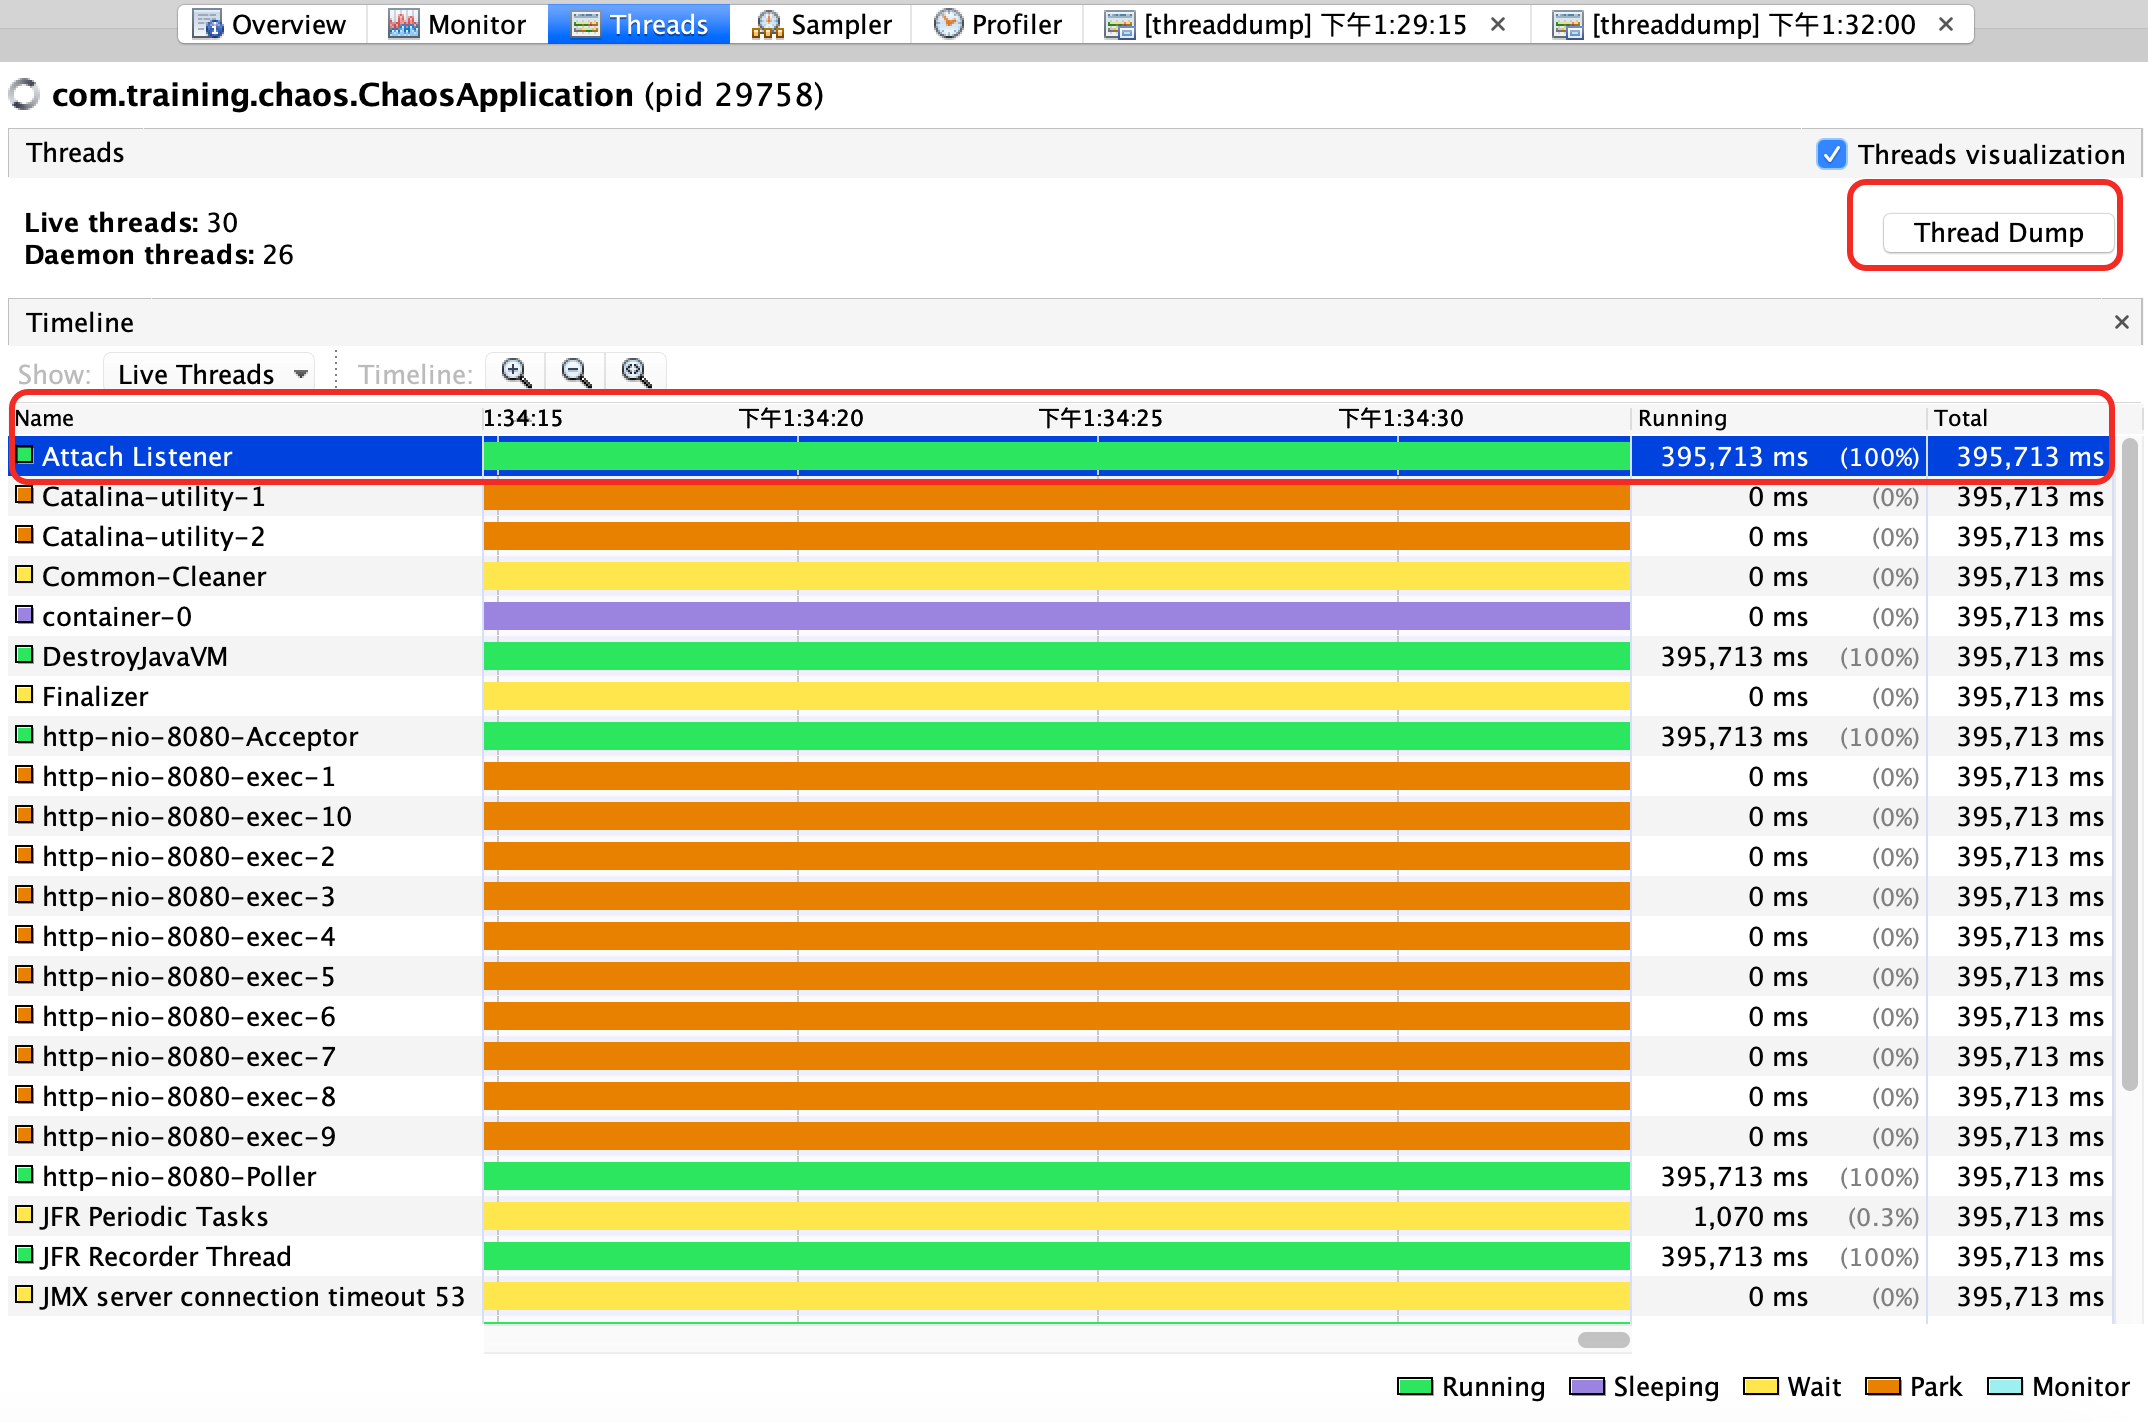 Overview Monitor Threads Sampler Profiler [threaddump] 下午1:29:15 × [threaddump] 下午1:32:00 ×
com.training.chaos.ChaosApplication (pid 29758)
Threads Threads visualization
Live threads: 30
Daemon threads: 26
Thread Dump
Timeline ×
Show: Live Threads Timeline:
Name 1:34:15 下午1:34:20 下午1:34:25 下午1:34:30 Running Total
Attach Listener 395,713 ms (100%) 395,713 ms
Catalina-utility-1 0 ms (0%) 395,713 ms
Catalina-utility-2 0 ms (0%) 395,713 ms
Common-Cleaner 0 ms (0%) 395,713 ms
container-0 0 ms (0%) 395,713 ms
DestroyJavaVM 395,713 ms (100%) 395,713 ms
Finalizer 0 ms (0%) 395,713 ms
http-nio-8080-Acceptor 395,713 ms (100%) 395,713 ms
http-nio-8080-exec-1 0 ms (0%) 395,713 ms
http-nio-8080-exec-10 0 ms (0%) 395,713 ms
http-nio-8080-exec-2 0 ms (0%) 395,713 ms
http-nio-8080-exec-3 0 ms (0%) 395,713 ms
http-nio-8080-exec-4 0 ms (0%) 395,713 ms
http-nio-8080-exec-5 0 ms (0%) 395,713 ms
http-nio-8080-exec-6 0 ms (0%) 395,713 ms
http-nio-8080-exec-7 0 ms (0%) 395,713 ms
http-nio-8080-exec-8 0 ms (0%) 395,713 ms
http-nio-8080-exec-9 0 ms (0%) 395,713 ms
http-nio-8080-Poller 395,713 ms (100%) 395,713 ms
JFR Periodic Tasks 1,070 ms (0.3%) 395,713 ms
JFR Recorder Thread 395,713 ms (100%) 395,713 ms
JMX server connection timeout 53 0 ms (0%) 395,713 ms
Running Sleeping Wait Park Monitor